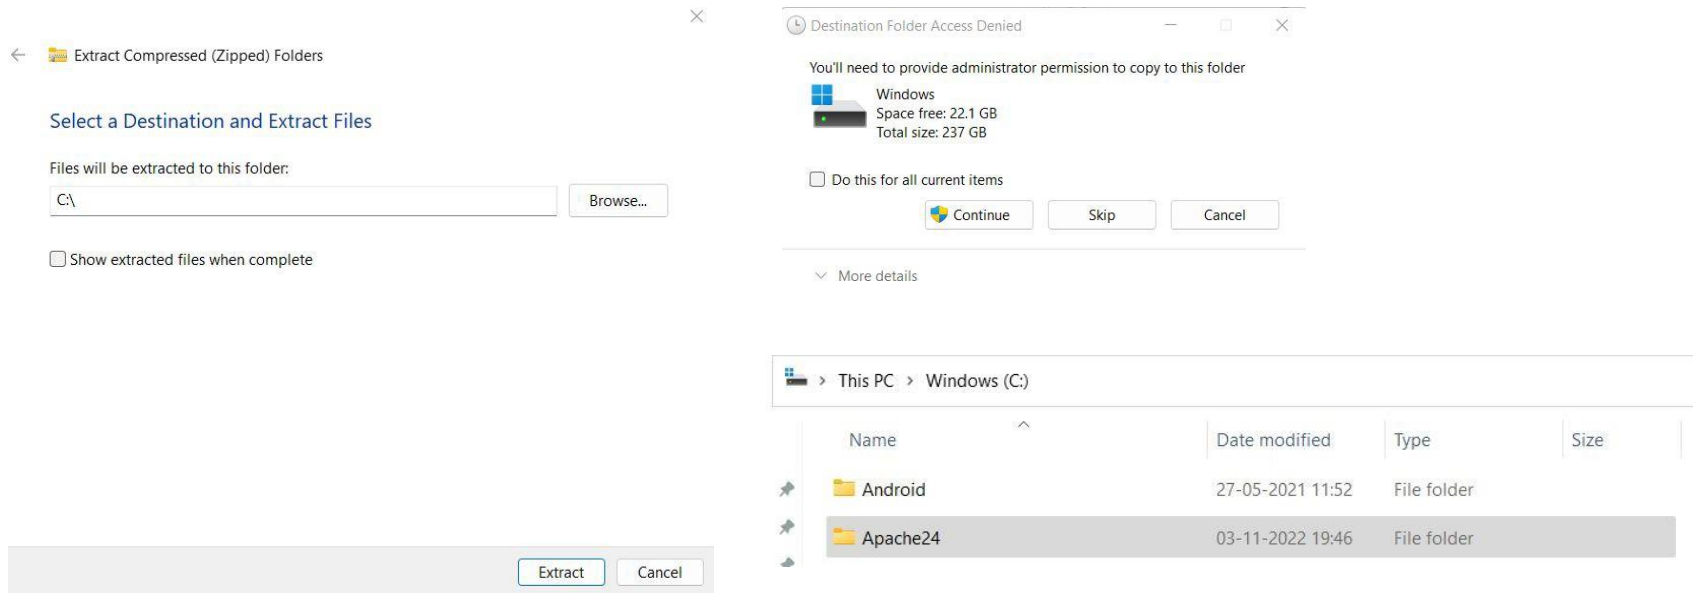 Extract Compressed (Zipped) Folders
Select a Destination and Extract Files
Files will be extracted to this folder:
C:\
Browse...
Show extracted files when complete
Extract
Cancel
Destination Folder Access Denied
You'll need to provide administrator permission to copy to this folder
Windows
Space free: 22.1 GB
Total size: 237 GB
Do this for all current items
Continue Skip Cancel
More details
This PC > Windows (C:)
Name Date modified Type Size
Android 27-05-2021 11:52 File folder
Apache24 03-11-2022 19:46 File folder